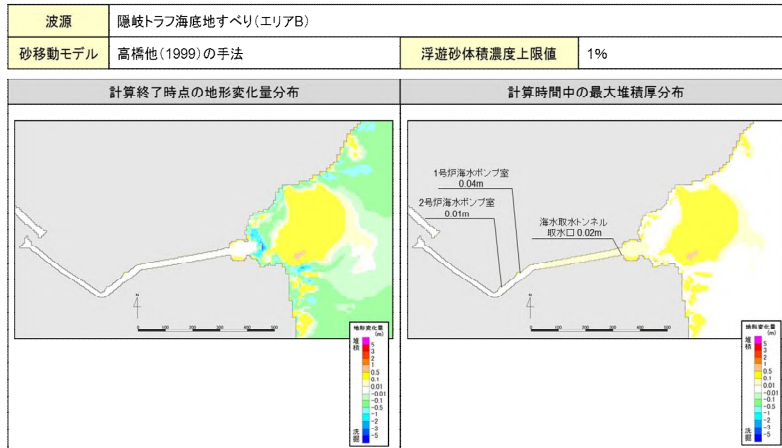 波源 隠岐トラフ海底地すべり(エリアB)
砂移動モデル 高橋他(1999)の手法 浮遊砂体積濃度上限値 1%
計算終了時点の地形変化量分布
計算時間中の最大堆積厚分布
1号炉海水ポンプ室
0.04m
2号炉海水ポンプ室
0.01m
海水取水トンネル
取水口 0.02m
地形変化量
(m)
堆積
5
3
2
1
0.5
0.1
0.01
-0.01
-0.1
-0.5
-1
-2
-3
-5
洗掘
地形変化量
(m)
堆積
5
3
2
1
0.5
0.1
0.01
-0.01
-0.1
-0.5
-1
-2
-3
-5
洗掘